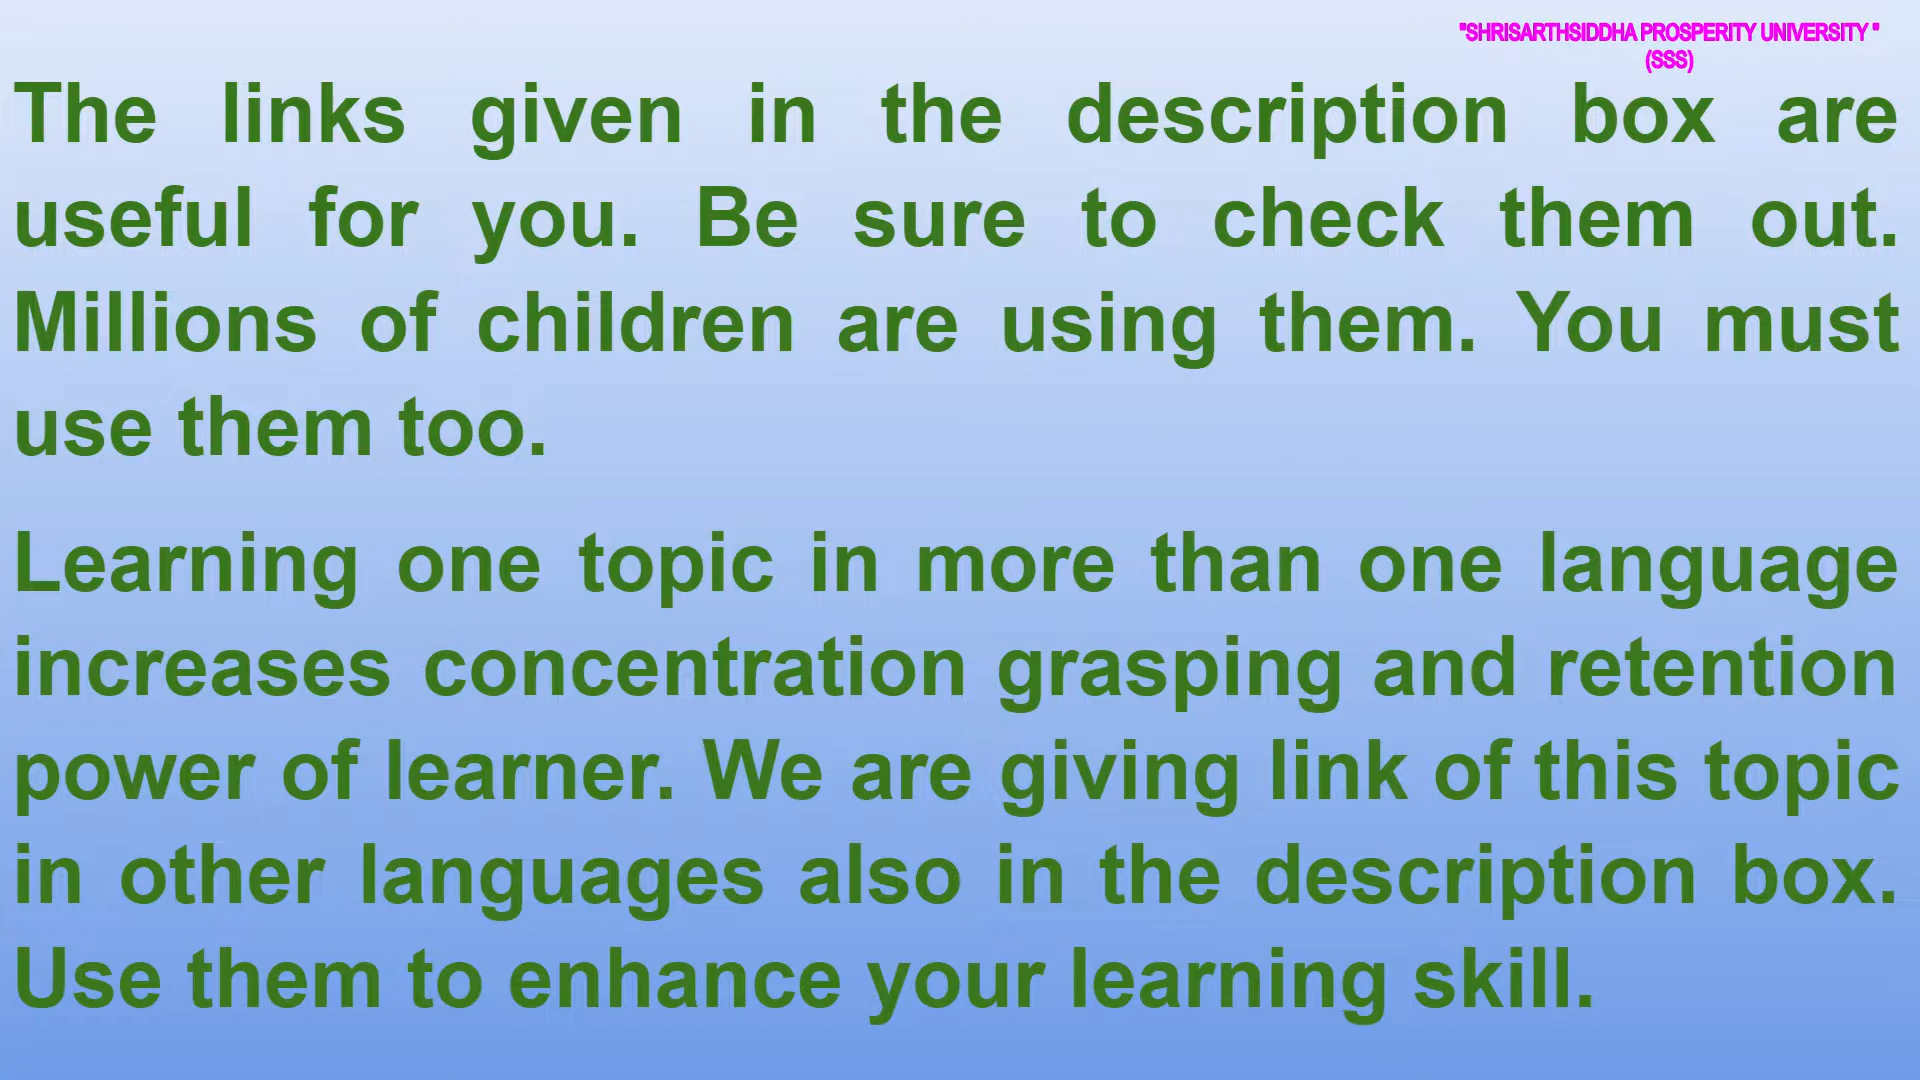 "SHRISARTHSIDDHA PROSPERITY UNIVERSITY "
(SSS)
The links given in the description box are
useful for you. Be sure to check them out.
Millions of children are using them. You must
use them too.
Learning one topic in more than one language
increases concentration grasping and retention
power of learner. We are giving link of this topic
in other languages also in the description box.
Use them to enhance your learning skill.